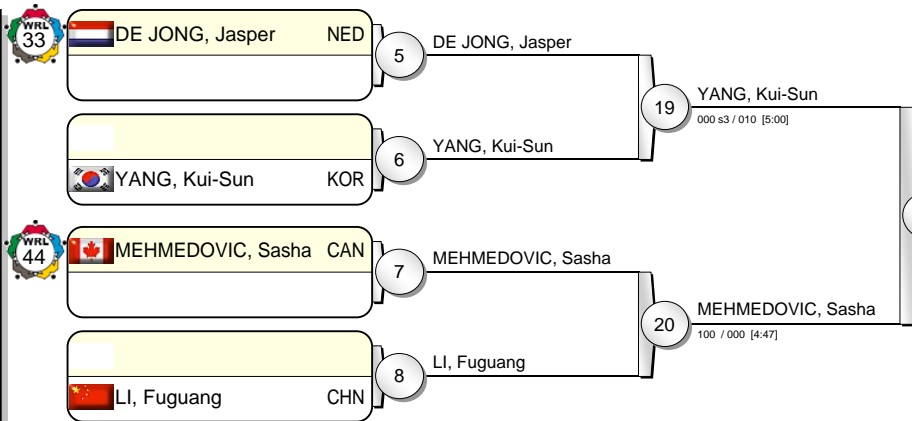 WRL
33
DE JONG, Jasper NED
5
DE JONG, Jasper
19
YANG, Kui-Sun
000 s3 / 010 [5:00]
6
YANG, Kui-Sun
YANG, Kui-Sun KOR
WRL
44
MEHMEDOVIC, Sasha CAN
7
MEHMEDOVIC, Sasha
20
MEHMEDOVIC, Sasha
100 / 000 [4:47]
8
LI, Fuguang
LI, Fuguang CHN